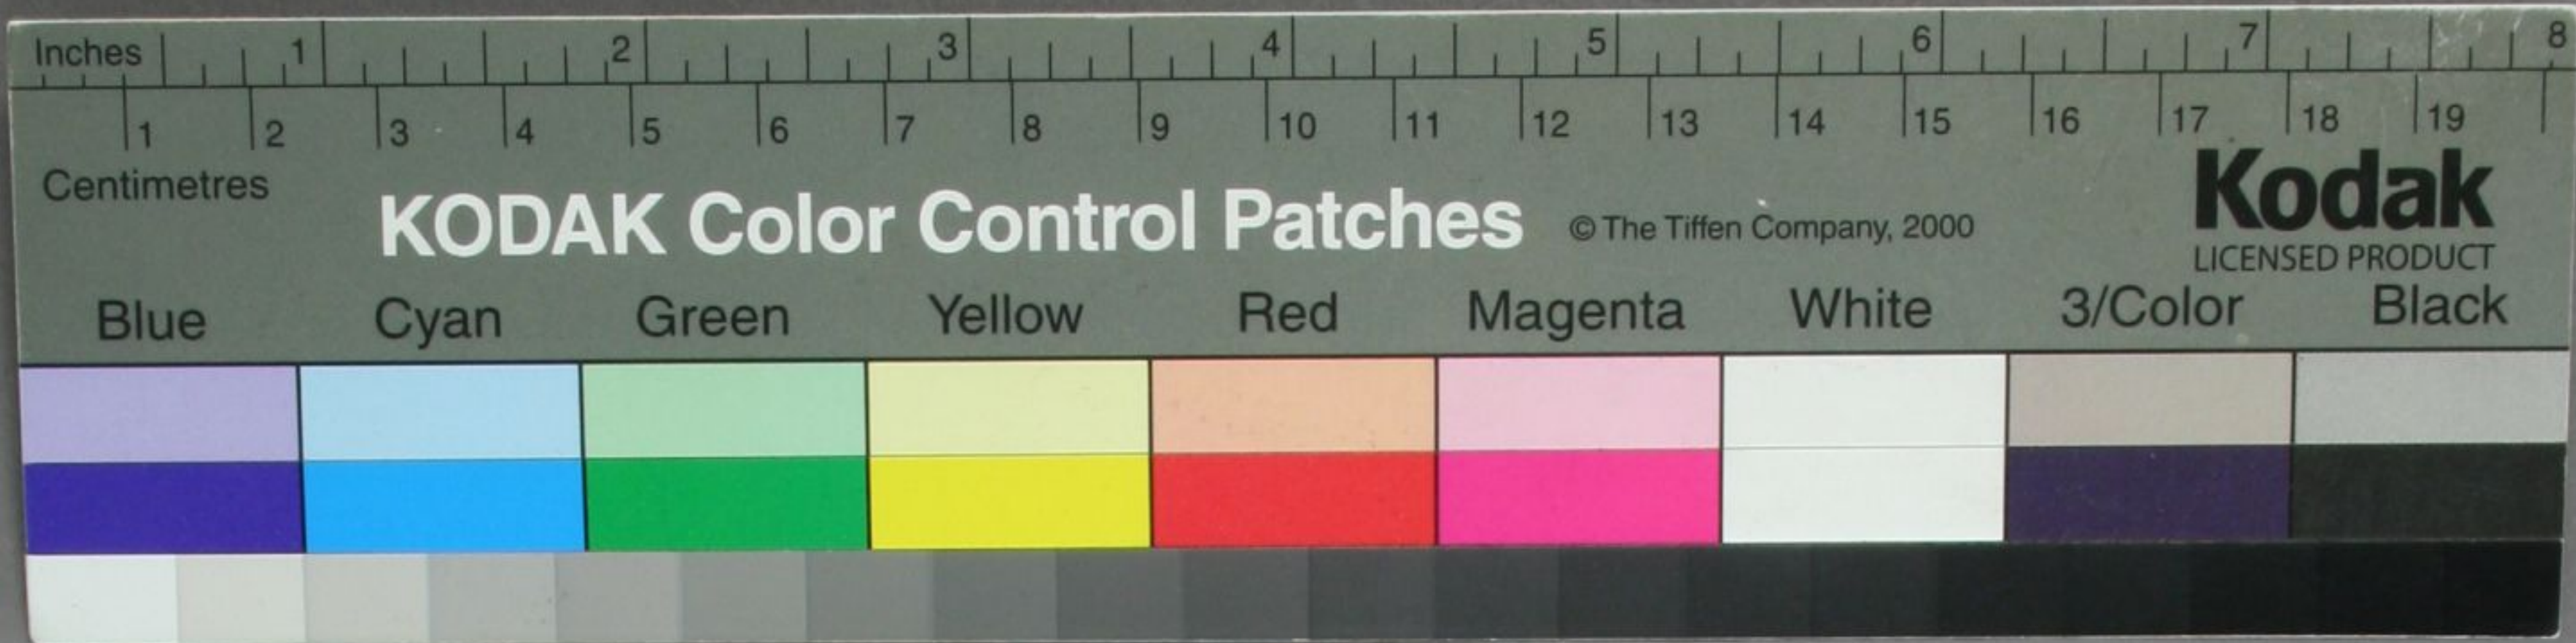 Inches 1 2 3 4 5 6 7 8
1 2 3 4 5 6 7 8 9 10 11 12 13 14 15 16 17 18 19
Centimetres
KODAK Color Control Patches © The Tiffen Company, 2000
Kodak
LICENSED PRODUCT
Blue Cyan Green Yellow Red Magenta White 3/Color Black